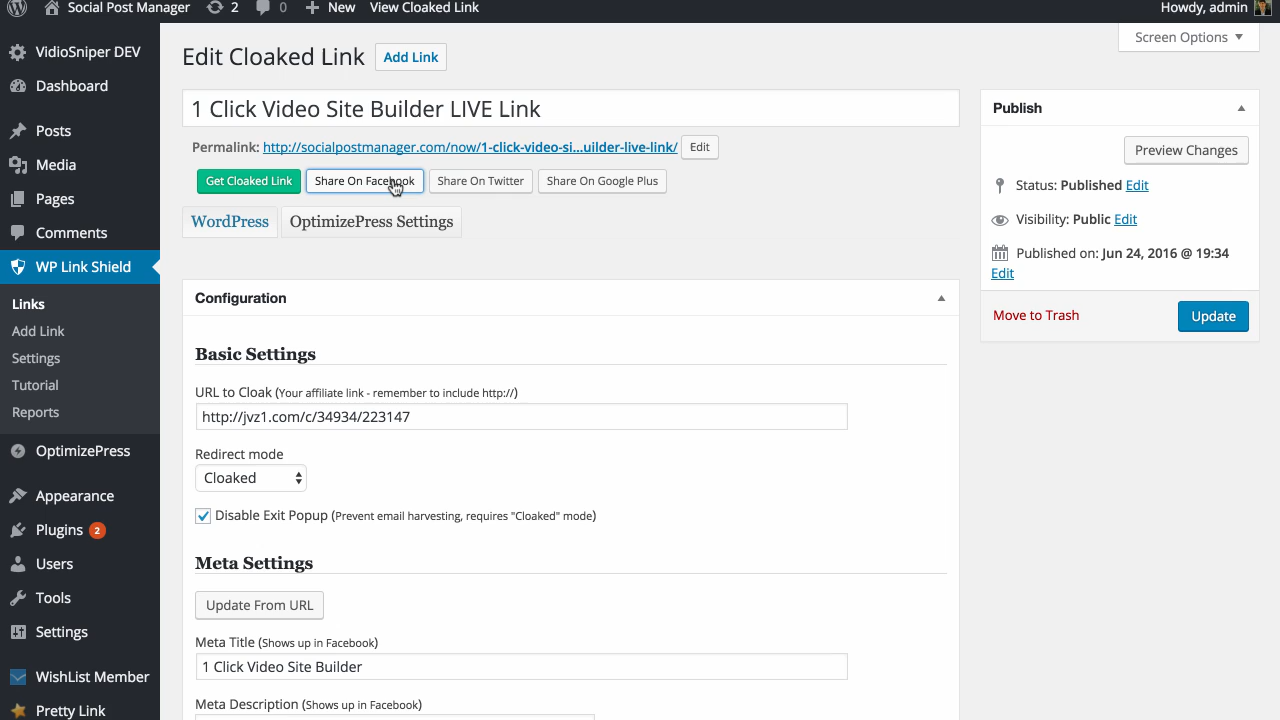 Social Post Manager 2 0 New View Cloaked Link Howdy, admin
VidioSniper DEV
Dashboard
Posts
Media
Pages
Comments
WP Link Shield
Links
Add Link
Settings
Tutorial
Reports
OptimizePress
Appearance
Plugins 2
Users
Tools
Settings
WishList Member
Pretty Link
Screen Options
Edit Cloaked Link Add Link
1 Click Video Site Builder LIVE Link
Permalink: http://socialpostmanager.com/now/1-click-video-si...uilder-live-link/ Edit
Get Cloaked Link Share On Facebook Share On Twitter Share On Google Plus
WordPress OptimizePress Settings
Configuration
Basic Settings
URL to Cloak (Your affiliate link - remember to include http://)
http://jvz1.com/c/34934/223147
Redirect mode
Cloaked
Disable Exit Popup (Prevent email harvesting, requires "Cloaked" mode)
Meta Settings
Update From URL
Meta Title (Shows up in Facebook)
1 Click Video Site Builder
Meta Description (Shows up in Facebook)
Publish
Preview Changes
Status: Published Edit
Visibility: Public Edit
Published on: Jun 24, 2016 @ 19:34
Edit
Move to Trash Update